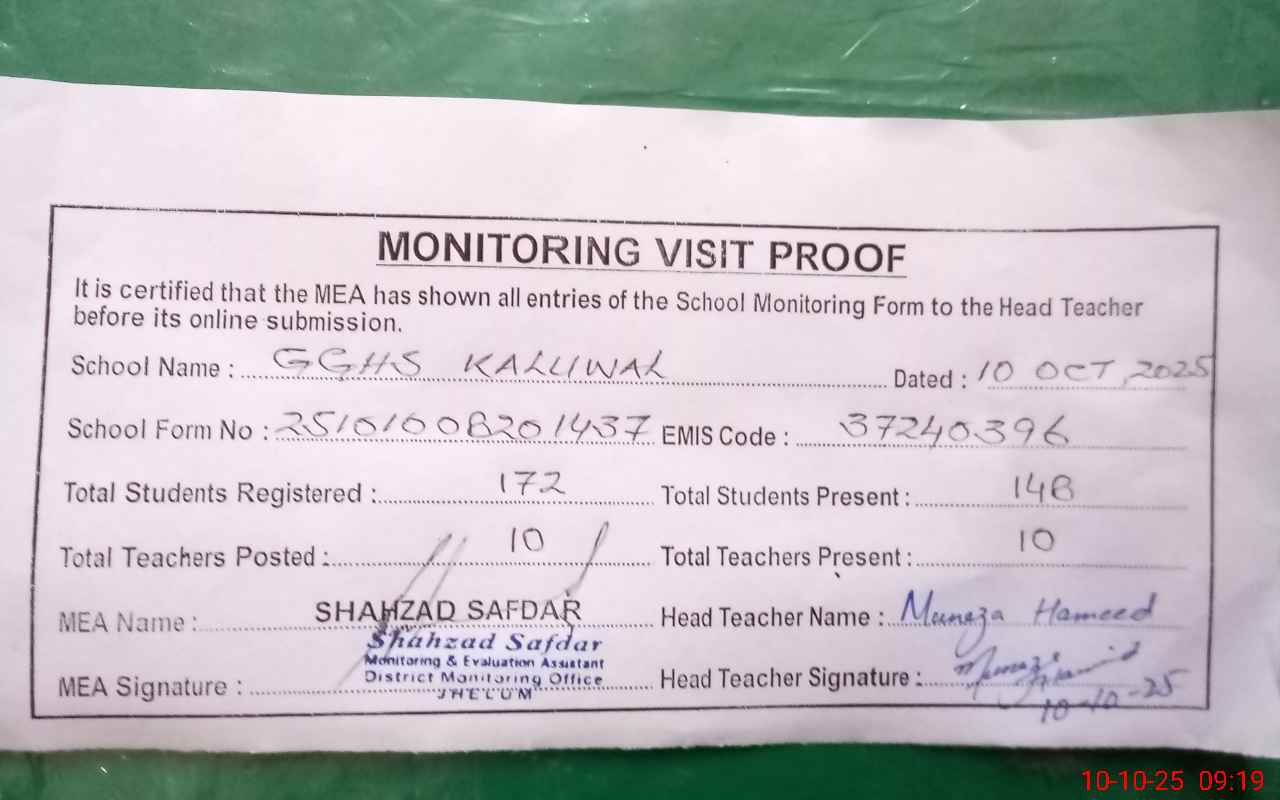 MONITORING VISIT PROOF
It is certified that the MEA has shown all entries of the School Monitoring Form to the Head Teacher
before its online submission.
School Name : GGHS KALUWAL Dated : 10 OCT, 2025
School Form No : 25101008201437 EMIS Code : 37240396
Total Students Registered : 172 Total Students Present : 148
Total Teachers Posted : 10 Total Teachers Present : 10
MEA Name : SHAHZAD SAFDAR Head Teacher Name : Muneza Hameed
Shahzad Safdar
Monitoring & Evaluation Assistant
District Monitoring Office
JHELUM
MEA Signature : Head Teacher Signature :
10-10-25
10-10-25 09:19